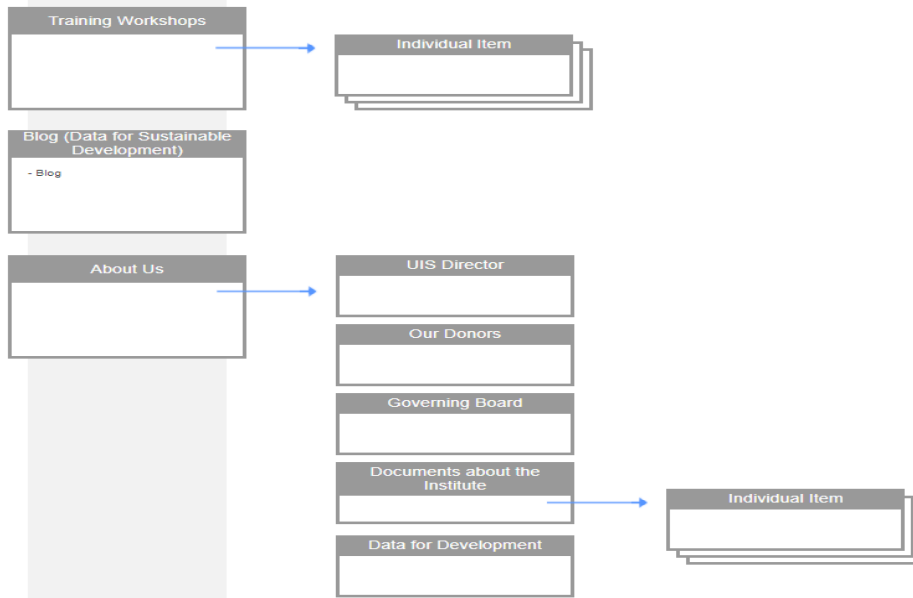 Training Workshops
Individual Item
Blog (Data for Sustainable
Development)
- Blog
About Us
UIS Director
Our Donors
Governing Board
Documents about the
Institute
Individual Item
Data for Development